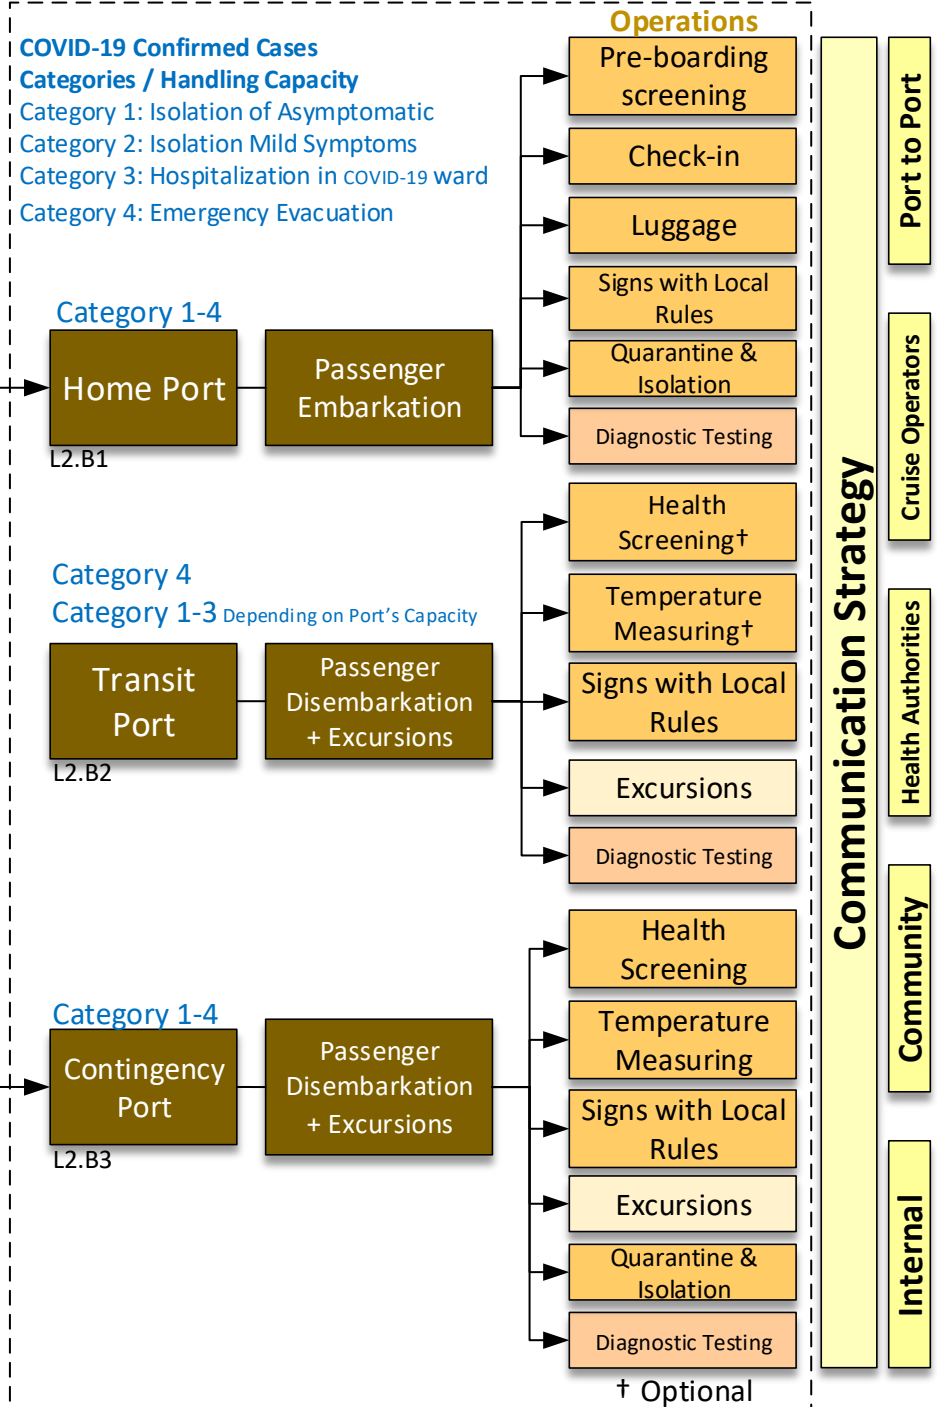 Operations
COVID-19 Confirmed Cases
Categories / Handling Capacity
Category 1: Isolation of Asymptomatic
Category 2: Isolation Mild Symptoms
Category 3: Hospitalization in COVID-19 ward
Category 4: Emergency Evacuation
Category 1-4
Home Port
L2.B1
Passenger
Embarkation
Pre-boarding
screening
Check-in
Luggage
Signs with Local
Rules
Quarantine &
Isolation
Diagnostic Testing
Category 4
Category 1-3 Depending on Port's Capacity
Transit
Port
L2.B2
Passenger
Disembarkation
+ Excursions
Health
Screening†
Temperature
Measuring†
Signs with Local
Rules
Excursions
Diagnostic Testing
Category 1-4
Contingency
Port
L2.B3
Passenger
Disembarkation
+ Excursions
Health
Screening
Temperature
Measuring
Signs with Local
Rules
Excursions
Quarantine &
Isolation
Diagnostic Testing
† Optional
Communication Strategy
Port to Port
Cruise Operators
Health Authorities
Community
Internal